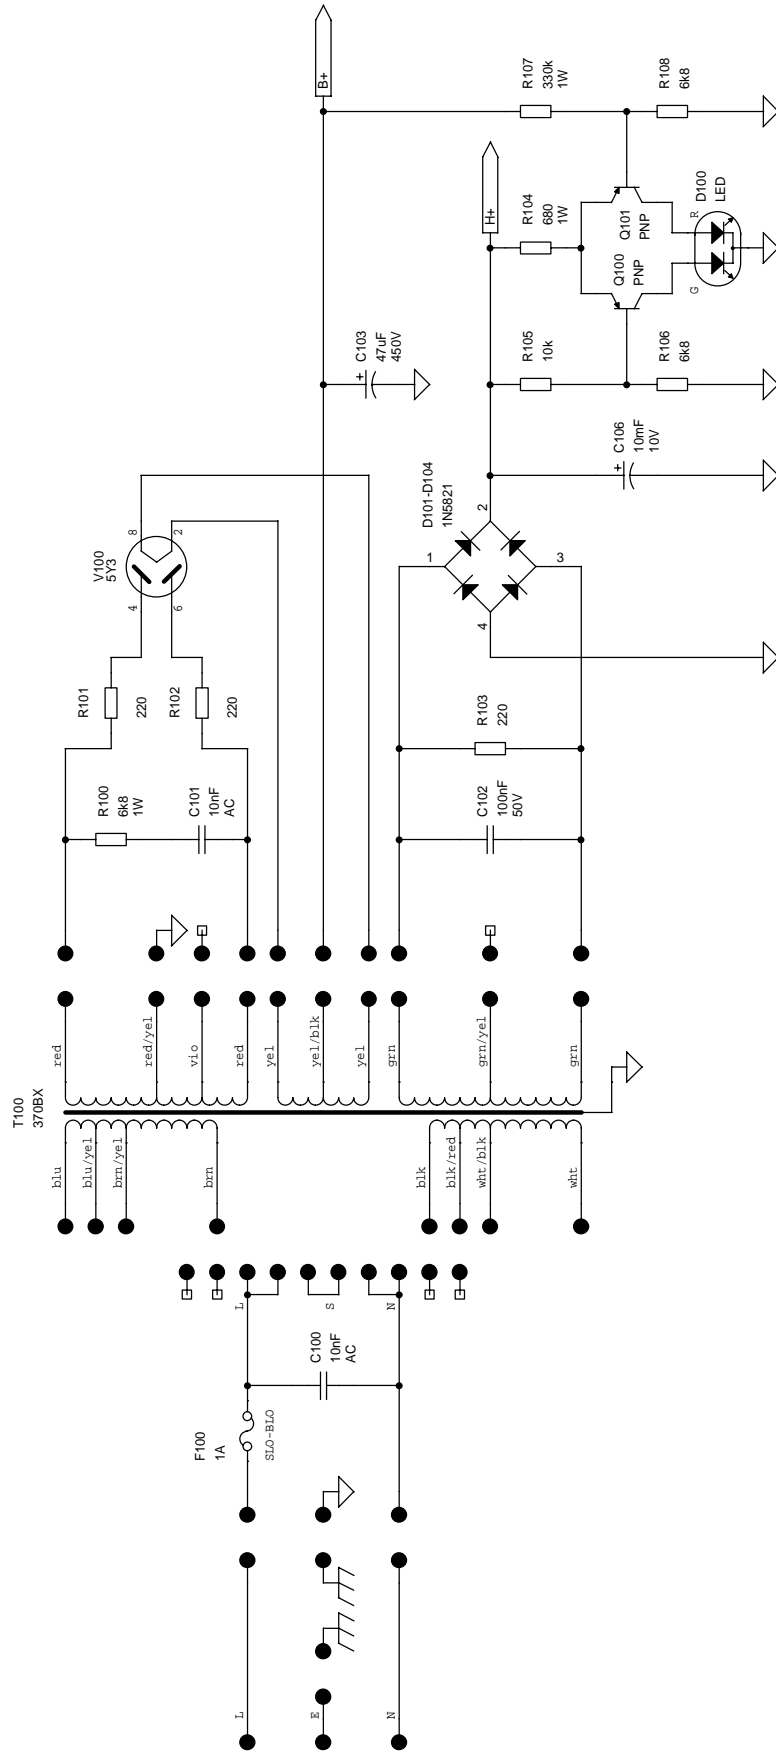 T100
370BX
blu
blu/yel
brn/yel
brn
blk
blk/red
wht/blk
wht
red
red/yel
vio
red
yel
yel/blk
yel
grn
grn/yel
grn
L
E
N
F100
1A
SLO-BLO
C100
10nF
AC
L
S
N
R100
6k8
1W
C101
10nF
AC
R101
220
R102
220
V100
5Y3
4
6
8
2
C102
100nF
50V
R103
220
D101-D104
1N5821
1
2
3
4
C103
+
47uF
450V
B+
H+
C106
+
10mF
10V
R105
10k
R106
6k8
R104
680
1W
Q100
PNP
Q101
PNP
R107
330k
1W
R108
6k8
D100
LED
G
R